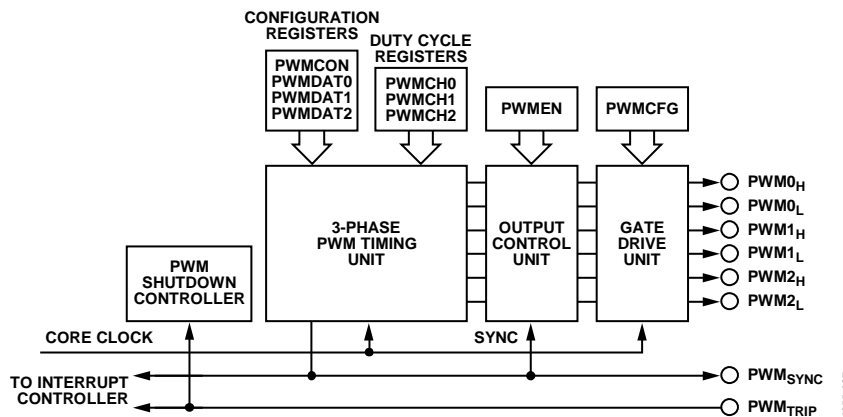 CONFIGURATION
REGISTERS
DUTY CYCLE
REGISTERS
PWMCON
PWMDAT0
PWMDAT1
PWMDAT2
PWMCH0
PWMCH1
PWMCH2
PWMEN
PWMCFG
3-PHASE
PWM TIMING
UNIT
OUTPUT
CONTROL
UNIT
GATE
DRIVE
UNIT
PWM0H
PWM0L
PWM1H
PWM1L
PWM2H
PWM2L
PWM
SHUTDOWN
CONTROLLER
CORE CLOCK
SYNC
TO INTERRUPT
CONTROLLER
PWMSYNC
PWMTRIP